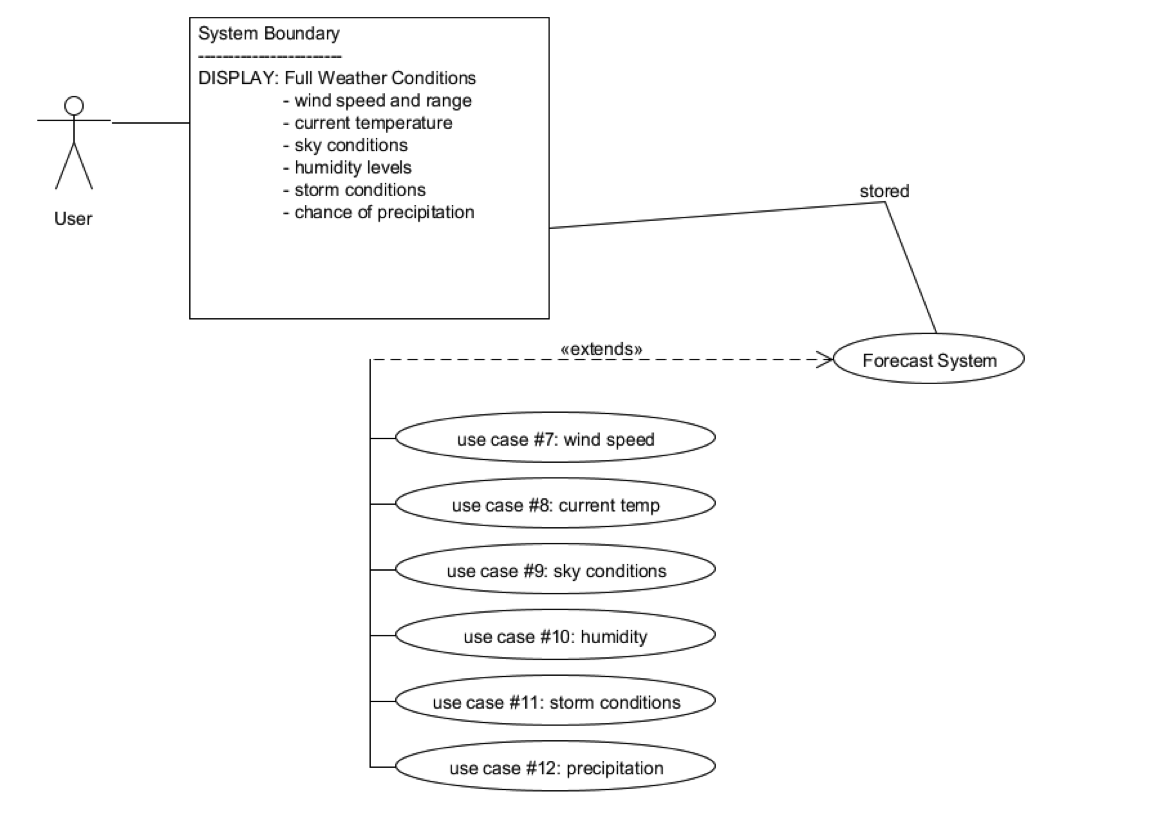 System Boundary
------------------------
DISPLAY: Full Weather Conditions
- wind speed and range
- current temperature
- sky conditions
- humidity levels
- storm conditions
- chance of precipitation
User
stored
«extends»
Forecast System
use case #7: wind speed
use case #8: current temp
use case #9: sky conditions
use case #10: humidity
use case #11: storm conditions
use case #12: precipitation